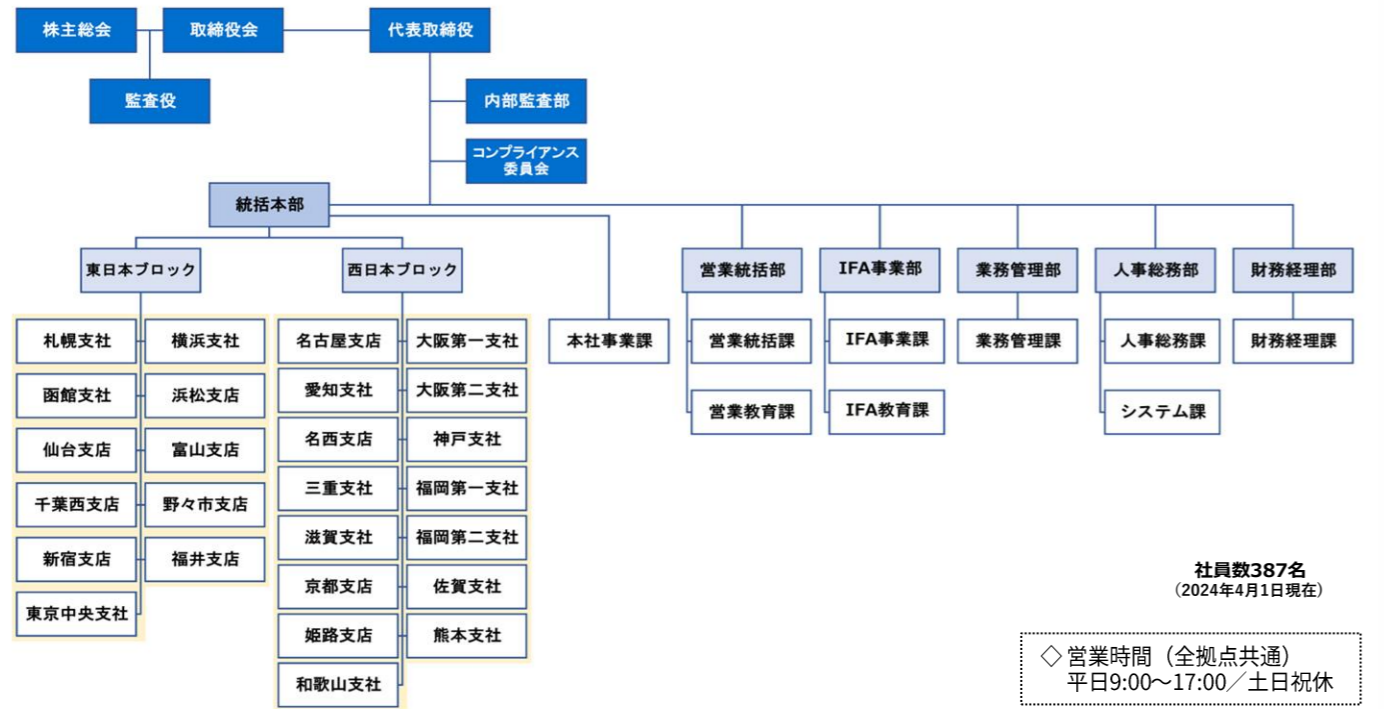 株主総会
取締役会
代表取締役
監査役
内部監査部
コンプライアンス
委員会
統括本部
東日本ブロック
西日本ブロック
営業統括部
IFA事業部
業務管理部
人事総務部
財務経理部
札幌支社
横浜支社
名古屋支店
大阪第一支社
本社事業課
営業統括課
IFA事業課
業務管理課
人事総務課
財務経理課
函館支社
浜松支店
愛知支社
大阪第二支社
営業教育課
IFA教育課
システム課
仙台支店
富山支店
名西支店
神戸支社
千葉西支店
野々市支店
三重支社
福岡第一支社
新宿支店
福井支店
滋賀支社
福岡第二支社
東京中央支社
京都支店
佐賀支社
姫路支店
熊本支社
和歌山支社
社員数387名
（2024年4月1日現在）
◇ 営業時間（全拠点共通）
平日9:00～17:00／土日祝休